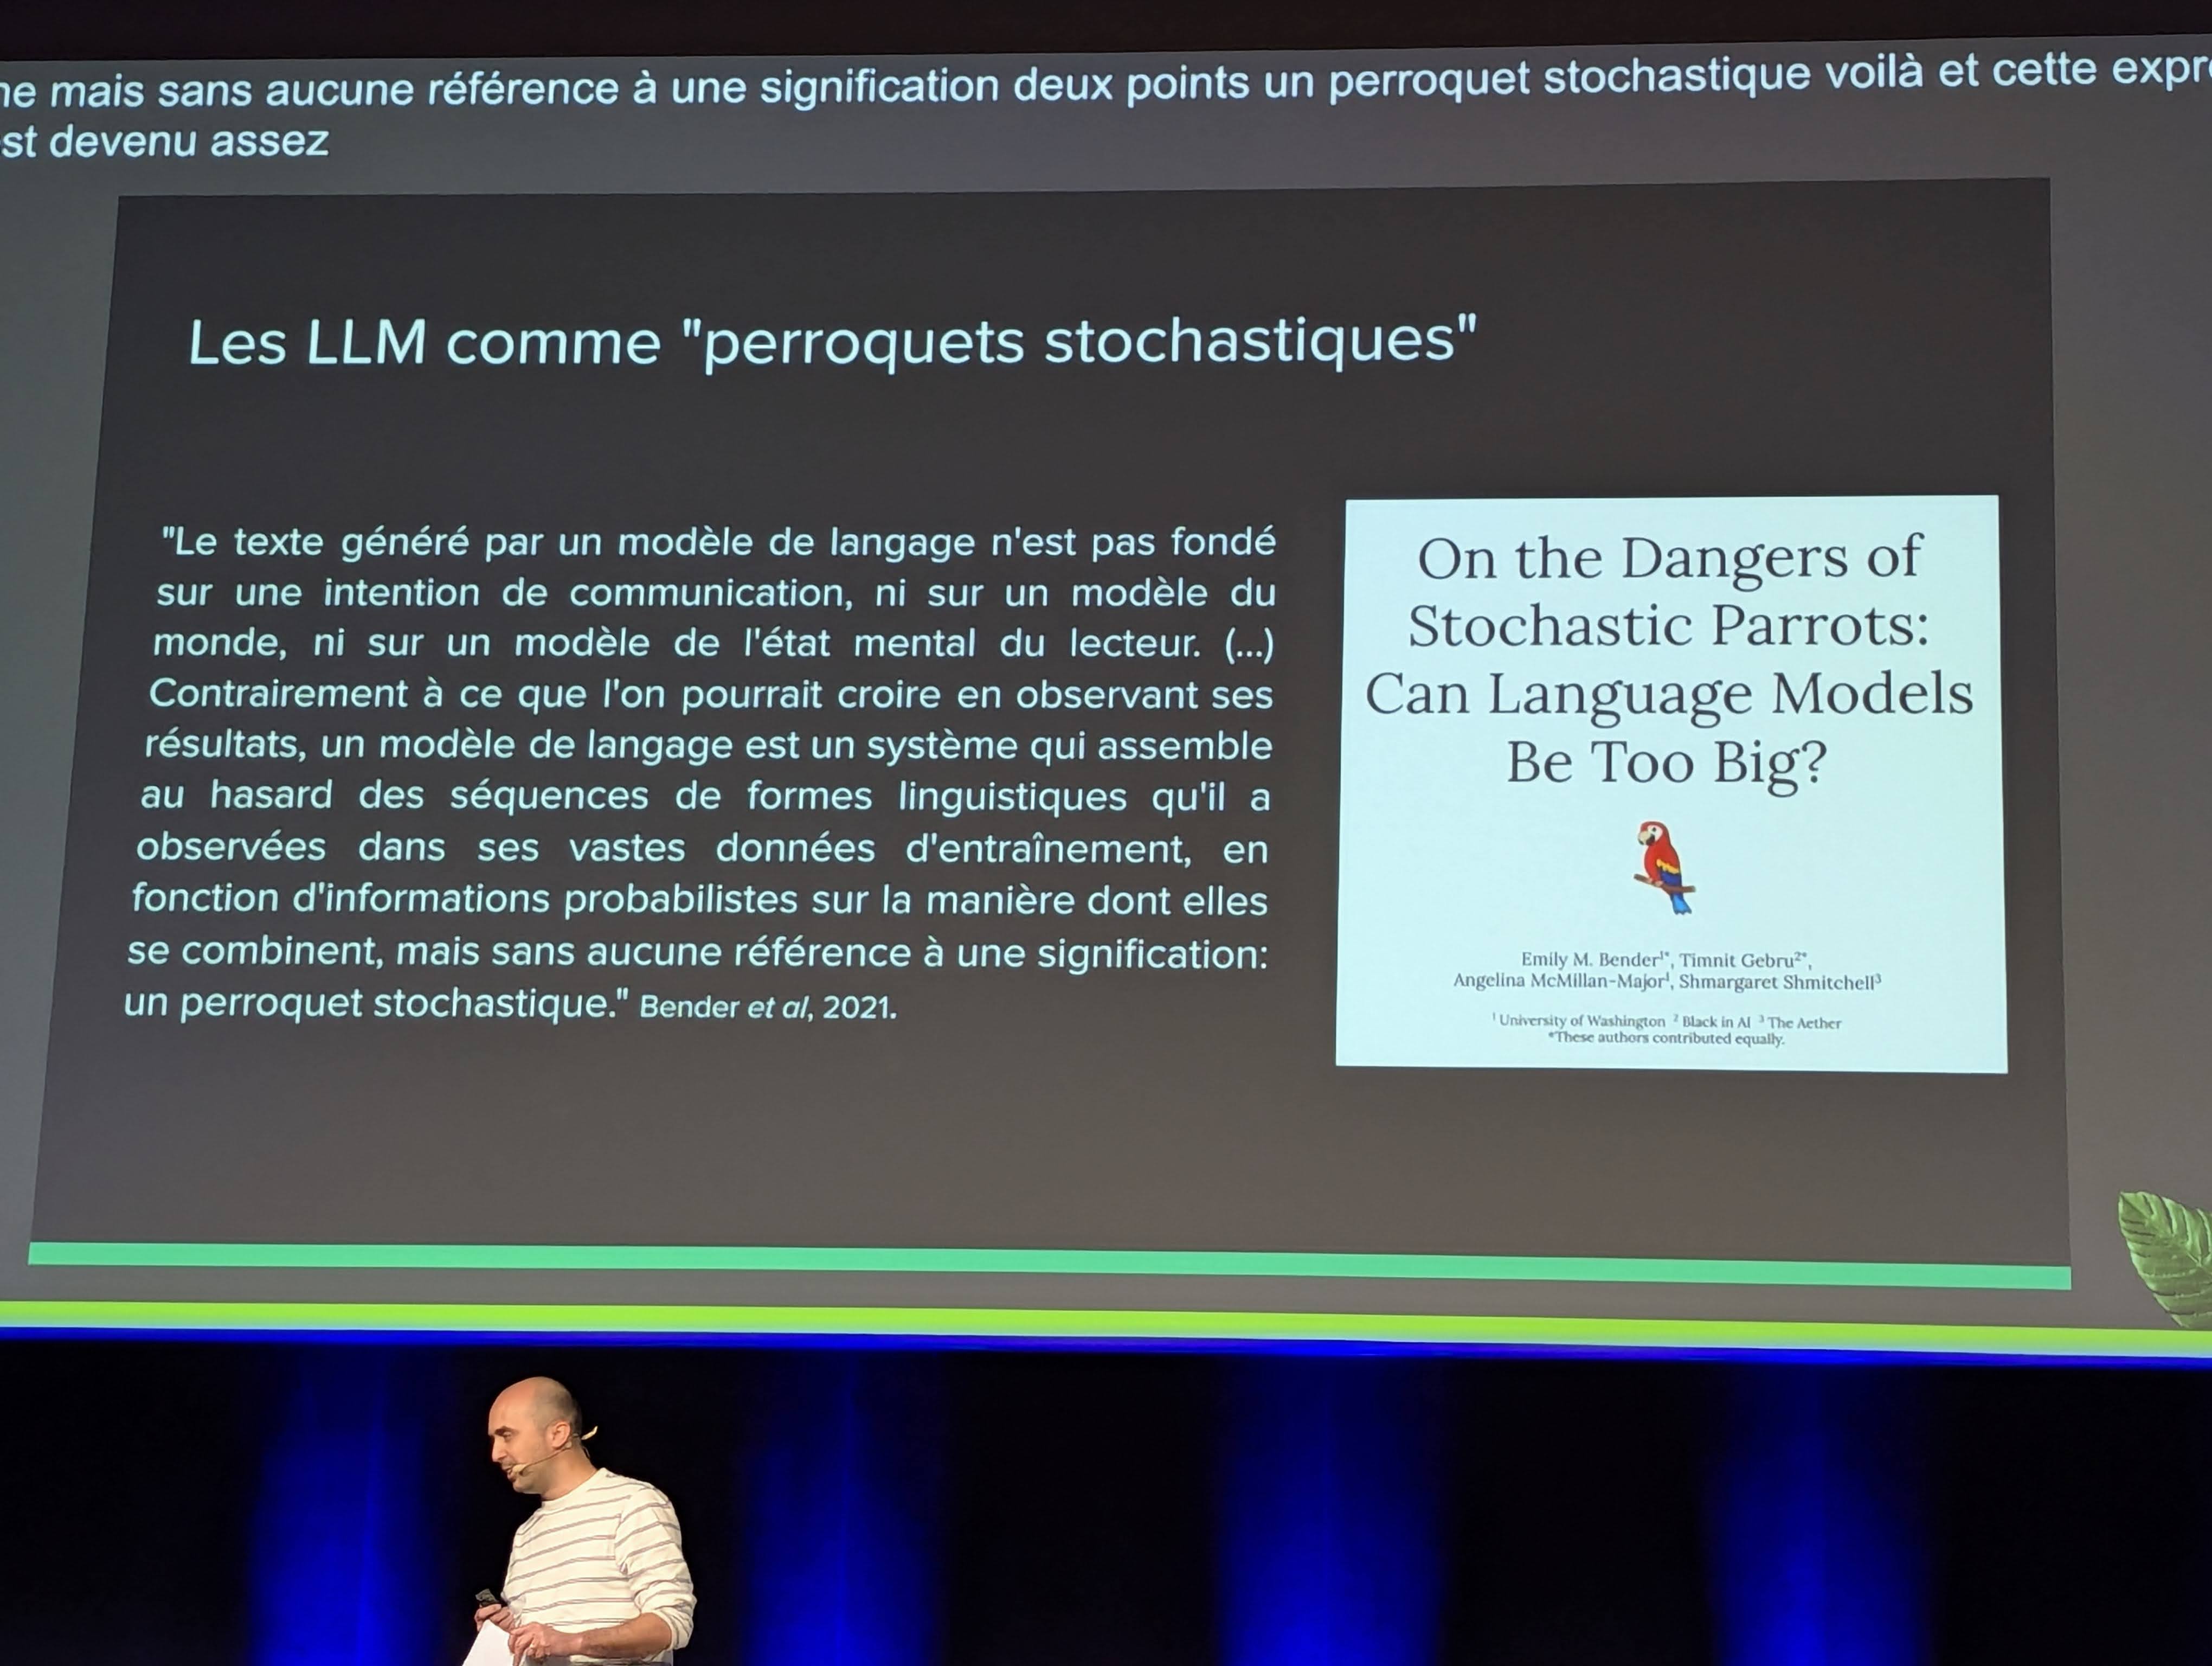 mais sans aucune référence à une signification deux points un perroquet stochastique voilà et cette
devenu assez
Les LLM comme "perroquets stochastiques"
"Le texte généré par un modèle de langage n'est pas fondé
sur une intention de communication, ni sur un modèle du
monde, ni sur un modèle de l'état mental du lecteur. (...)
Contrairement à ce que l'on pourrait croire en observant ses
résultats, un modèle de langage est un système qui assemble
au hasard des séquences de formes linguistiques qu'il a
observées dans ses vastes données d'entraînement, en
fonction d'informations probabilistes sur la manière dont elles
se combinent, mais sans aucune référence à une signification:
un perroquet stochastique." Bender et al, 2021.
On the Dangers of
Stochastic Parrots:
Can Language Models
Be Too Big?
Emily M. Bender¹*, Timnit Gebru²*,
Angelina McMillan-Major¹, Shmargaret Shmitchell³
¹ University of Washington ² Black in AI ³ The Aether
*These authors contributed equally.